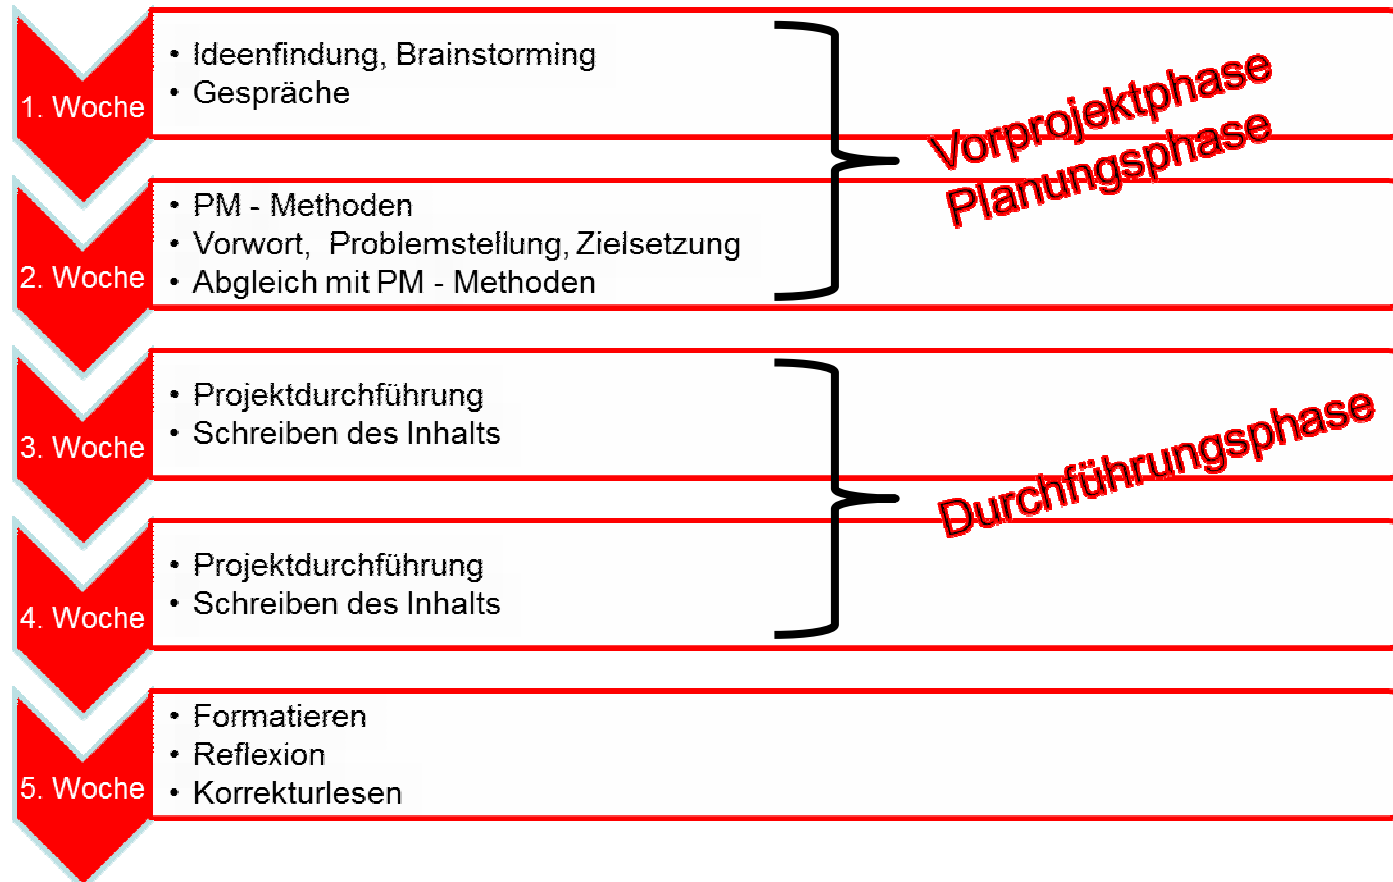 1. Woche
• Ideenfindung, Brainstorming
• Gespräche
Vorprojektphase
Planungsphase
2. Woche
• PM - Methoden
• Vorwort, Problemstellung, Zielsetzung
• Abgleich mit PM - Methoden
3. Woche
• Projektdurchführung
• Schreiben des Inhalts
Durchführungsphase
4. Woche
• Projektdurchführung
• Schreiben des Inhalts
5. Woche
• Formatieren
• Reflexion
• Korrekturlesen